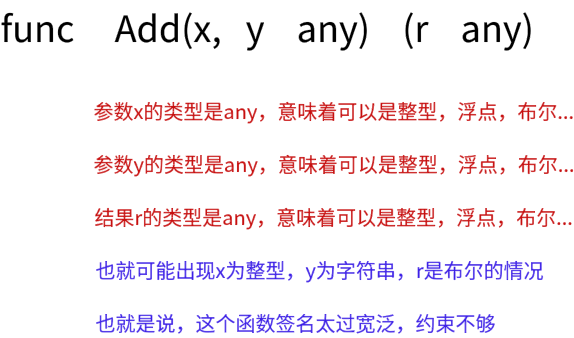 func Add(x, y any) (r any)
参数x的类型是any，意味着可以是整型，浮点，布尔...
参数y的类型是any，意味着可以是整型，浮点，布尔...
结果r的类型是any，意味着可以是整型，浮点，布尔...
也就可能出现x为整型，y为字符串，r是布尔的情况
也就是说，这个函数签名太过宽泛，约束不够